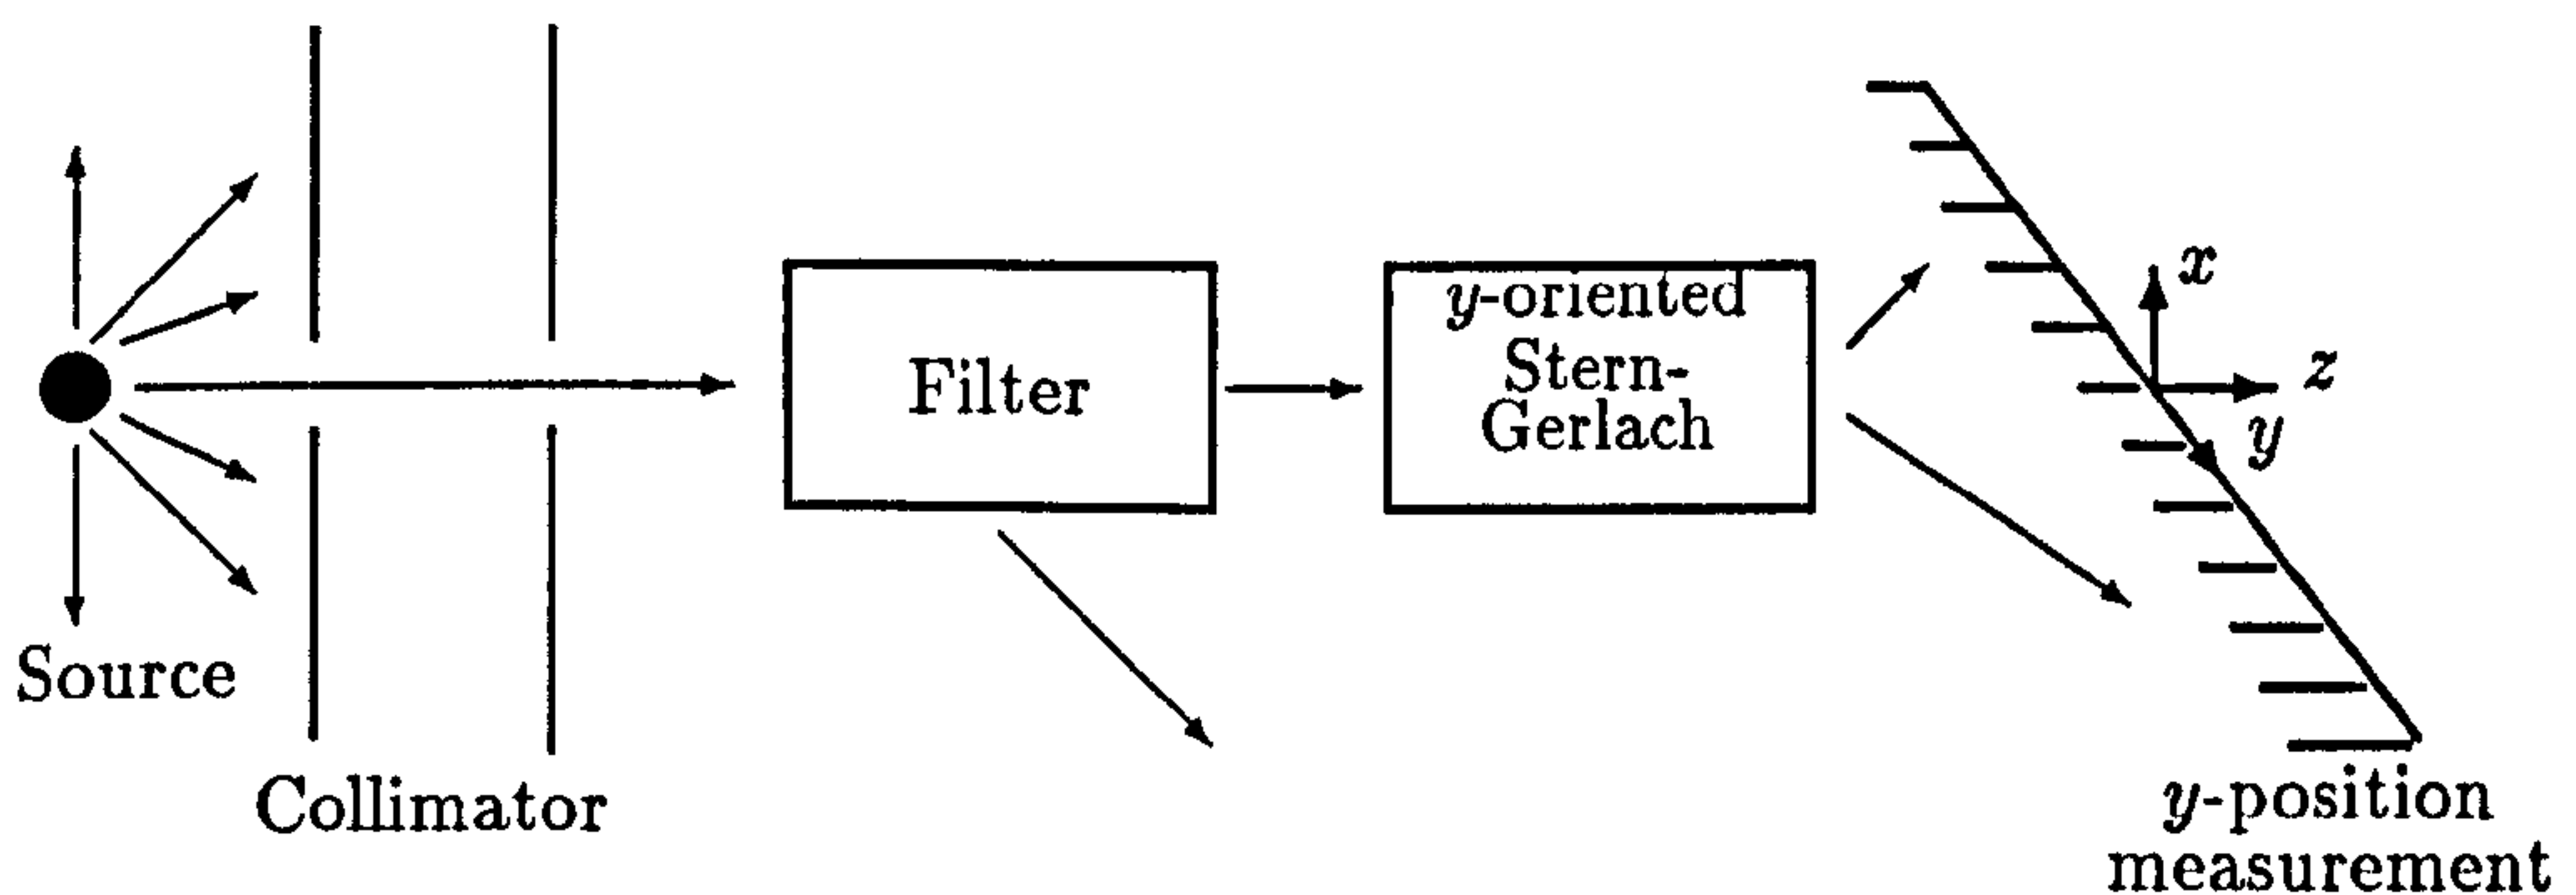 Source
Collimator
Filter
y-oriented
Stern-
Gerlach
x
z
y
y-position
measurement